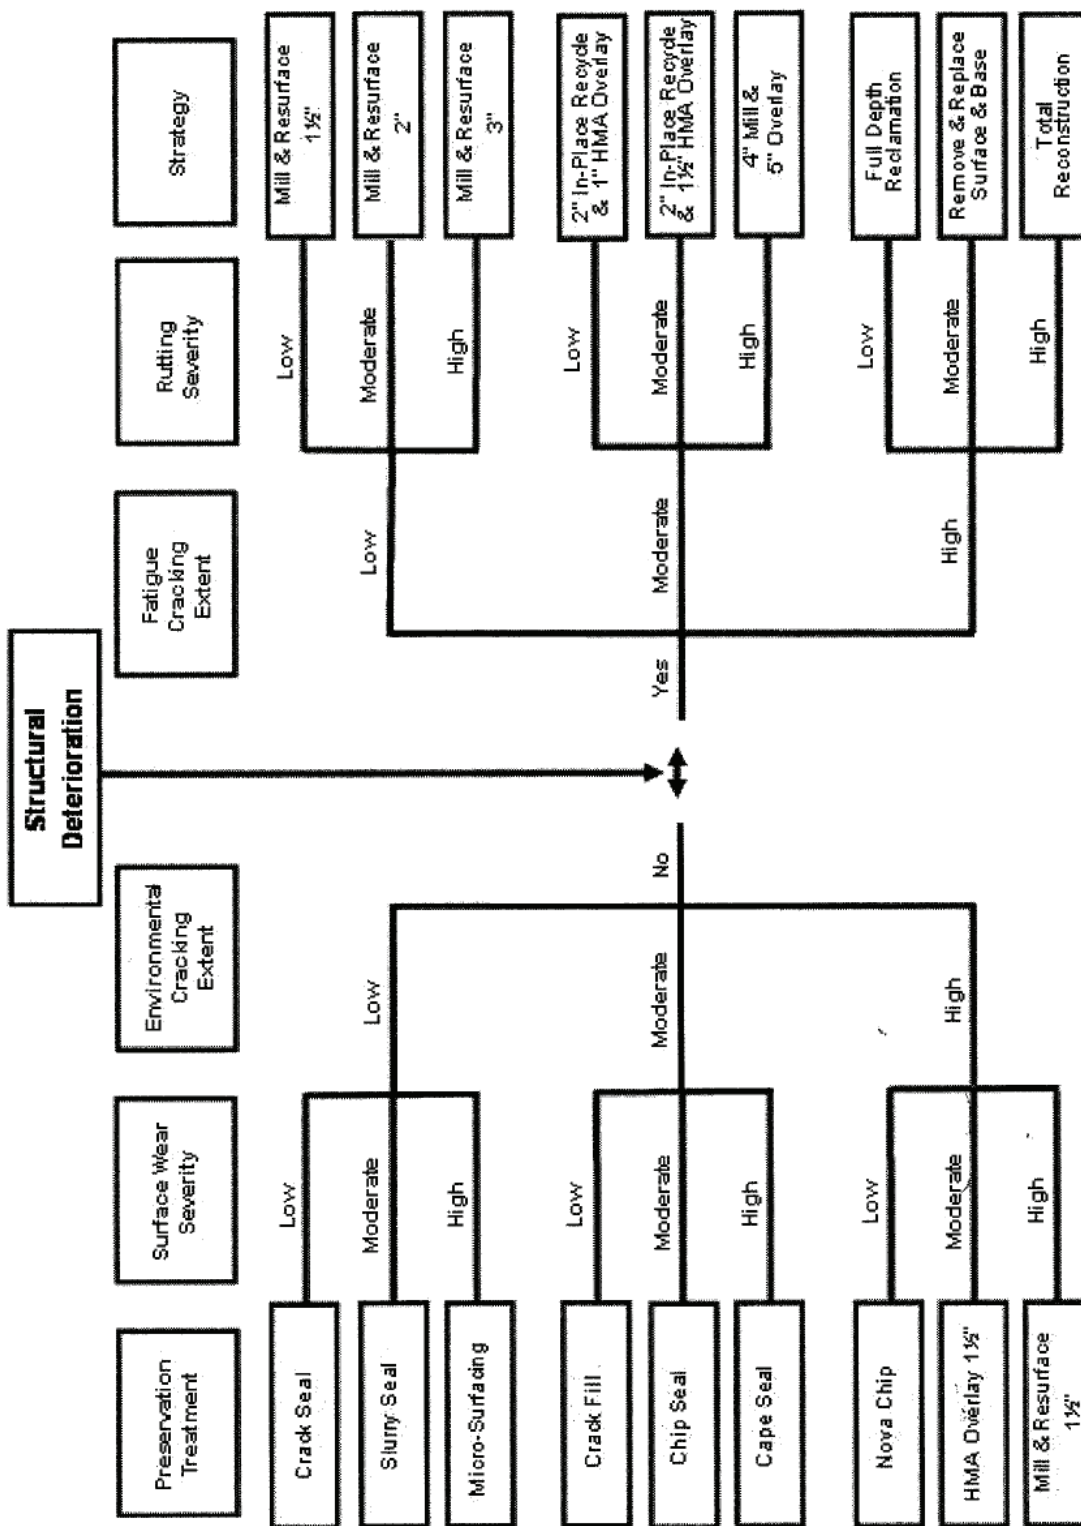 Structural
Deterioration
Preservation
Treatment
Surface Wear
Severity
Environmental
Cracking
Extent
Fatigue
Cracking
Extent
Rutting
Severity
Strategy
Crack Seal
Low
Slurry Seal
Moderate
Low
Micro-Surfacing
High
Crack Fill
Low
Chip Seal
Moderate
Moderate
No
Cape Seal
High
Nova Chip
Low
HMA Overlay 1½"
Moderate
High
Mill & Resurface
1½"
High
Low
Mill & Resurface
1½"
Low
Moderate
Mill & Resurface
2"
High
Mill & Resurface
3"
Low
2" In-Place Recycle
& 1" HMA Overlay
Yes
Moderate
Moderate
2" In-Place Recycle
& 1½" HMA Overlay
High
4" Mill &
5" Overlay
Low
Full Depth
Reclamation
High
Moderate
Remove & Replace
Surface & Base
High
Total
Reconstruction